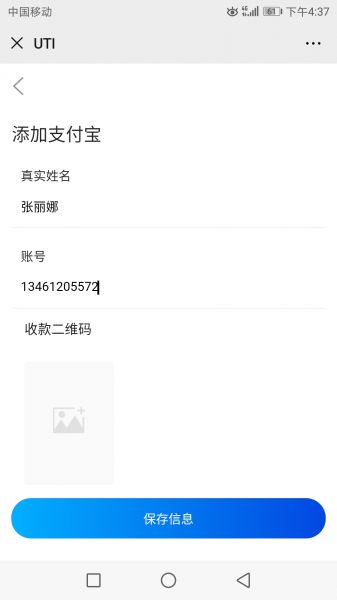 中国移动 4G 61 下午4:37
UTI
添加支付宝
真实姓名
张丽娜
账号
13461205572
收款二维码
保存信息